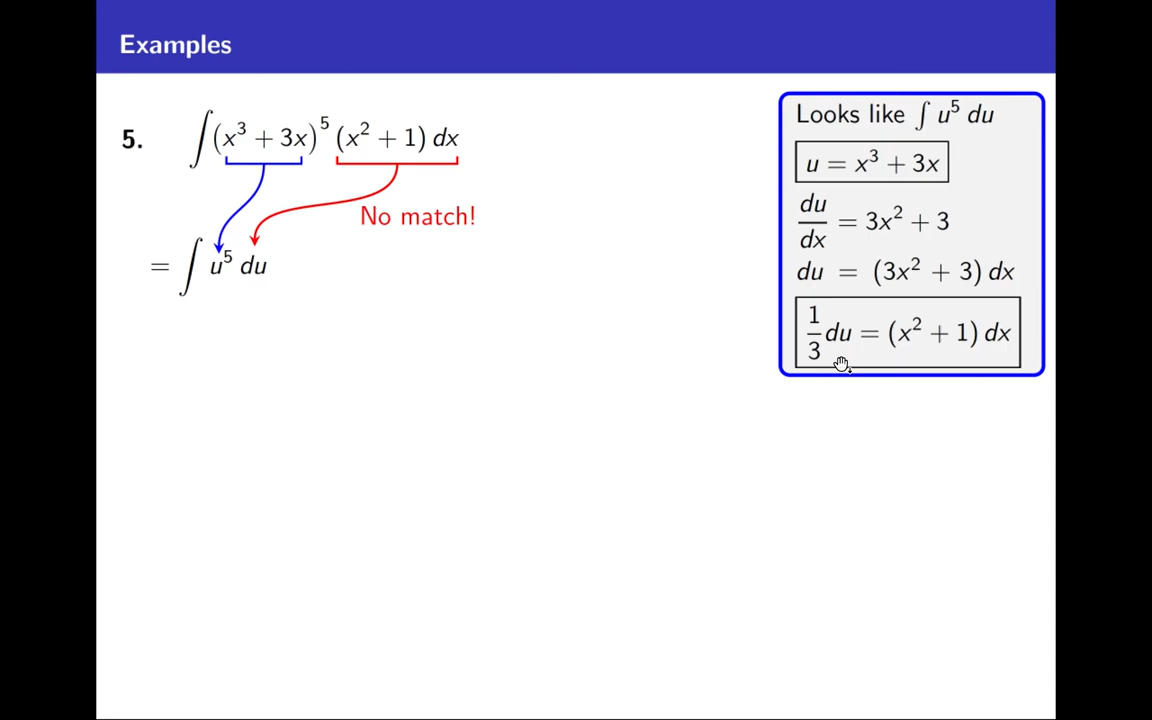 Examples
5. ∫(x³ + 3x)⁵ (x² + 1) dx
No match!
= ∫ u⁵ du
Looks like ∫ u⁵ du
u = x³ + 3x
du/dx = 3x² + 3
du = (3x² + 3) dx
1/3 du = (x² + 1) dx